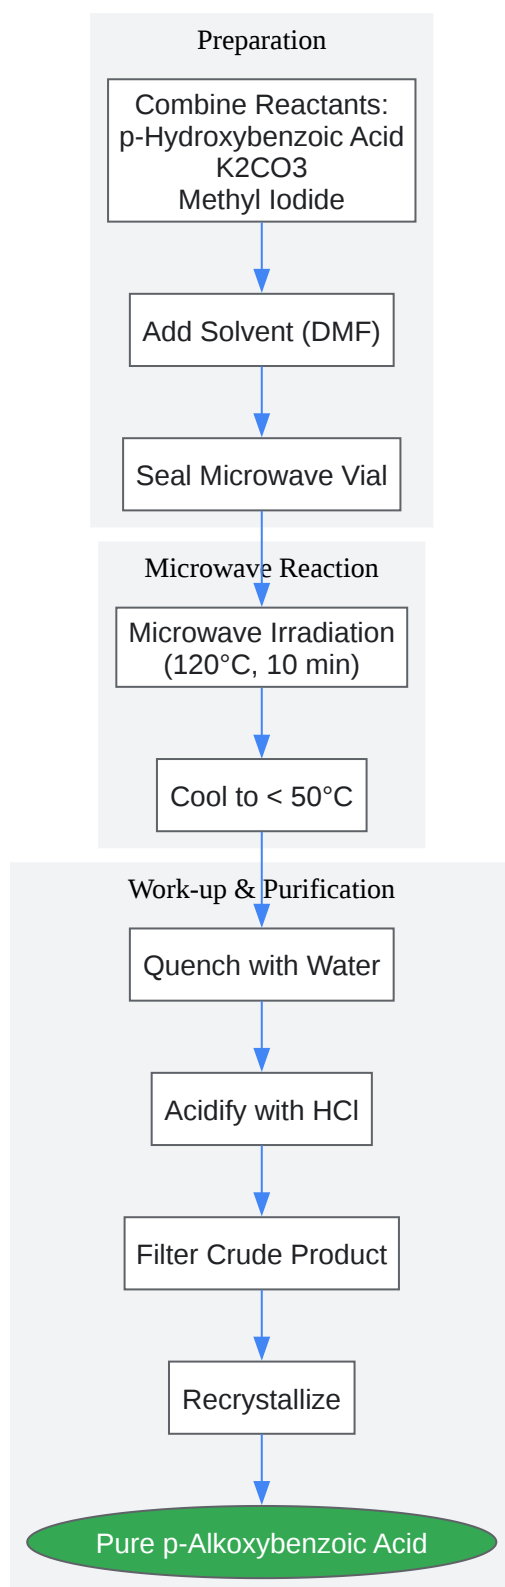 Preparation
Combine Reactants:
p-Hydroxybenzoic Acid
K2CO3
Methyl Iodide
Add Solvent (DMF)
Seal Microwave Vial
Microwave Reaction
Microwave Irradiation
(120°C, 10 min)
Cool to < 50°C
Work-up & Purification
Quench with Water
Acidify with HCl
Filter Crude Product
Recrystallize
Pure p-Alkoxybenzoic Acid